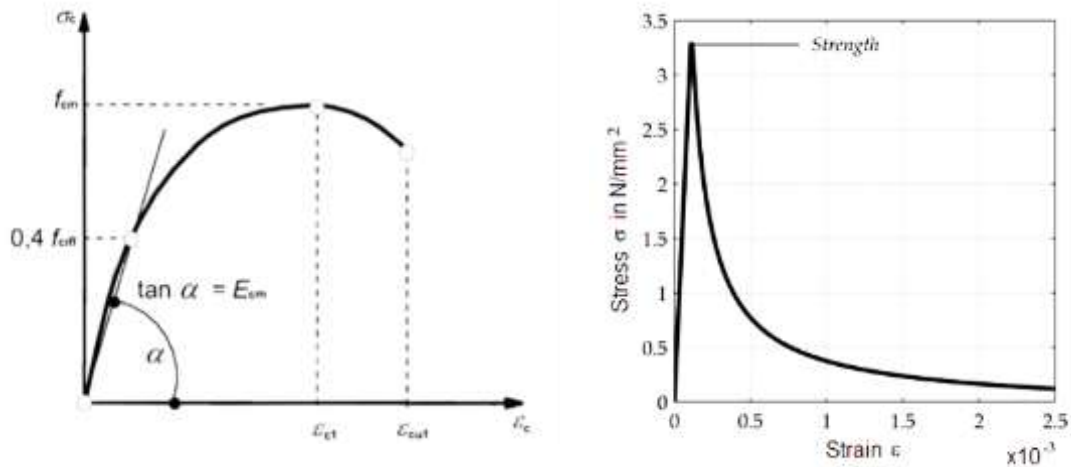 σc
fcm
0,4 fcm
tan α = Ecm
α
εc1
εcu1
εc
3.5
3
2.5
2
1.5
1
0.5
0
Stress σ in N/mm²
Strength
0
0.5
1
1.5
2
2.5
Strain ε
x10⁻³